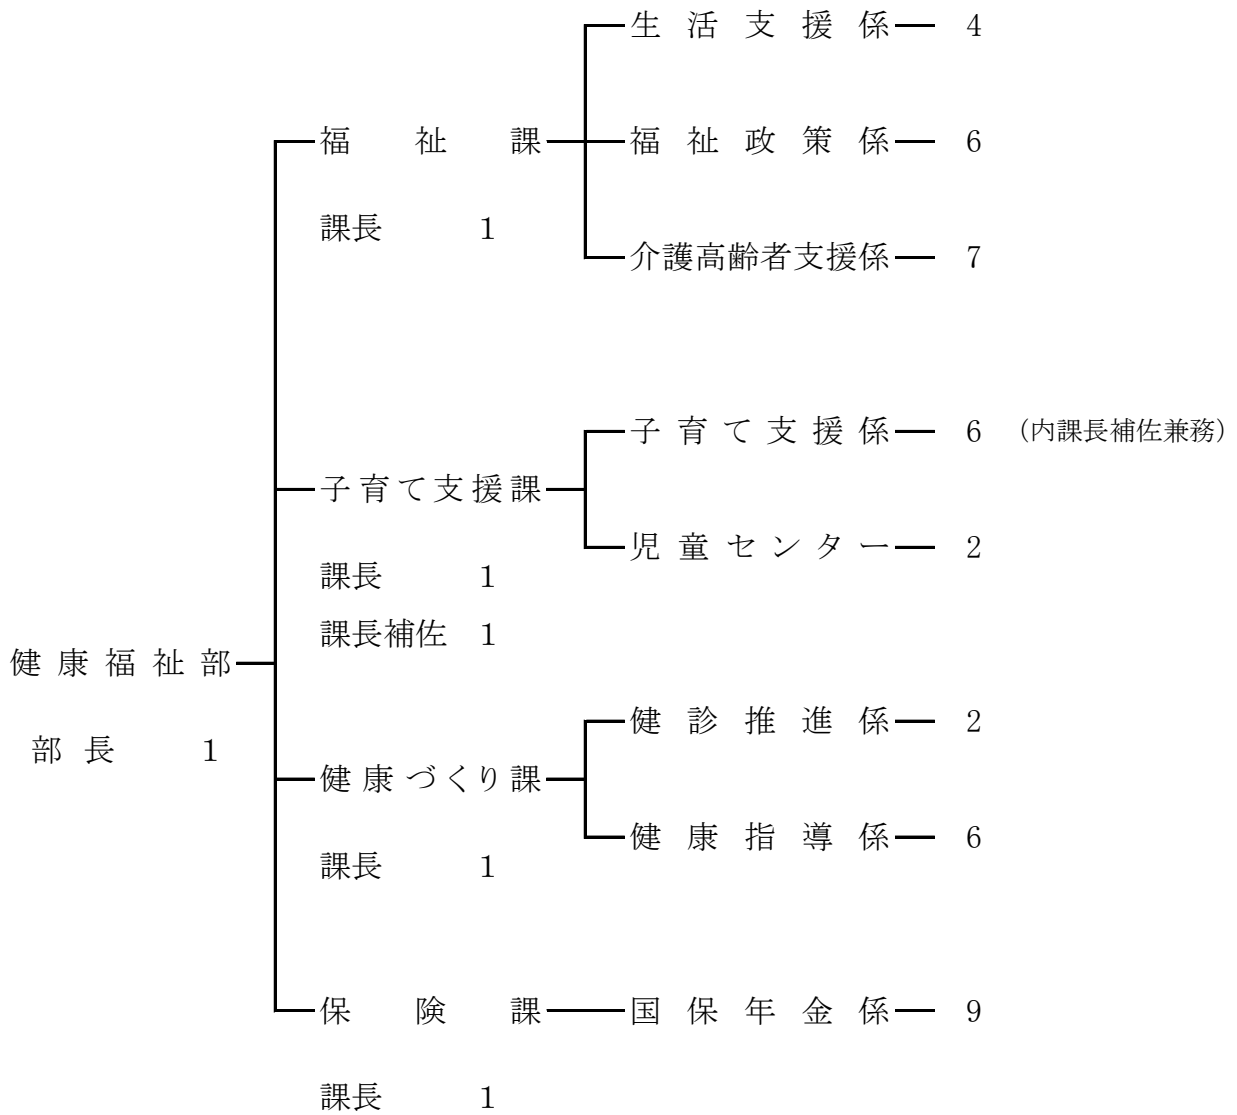 生活支援係 4
福祉課
福祉政策係 6
課長 1
介護高齢者支援係 7
子育て支援係 6 (内課長補佐兼務)
子育て支援課
児童センター 2
課長 1
課長補佐 1
健康福祉部
健診推進係 2
部長 1
健康づくり課
健康指導係 6
課長 1
保険課
国保年金係 9
課長 1